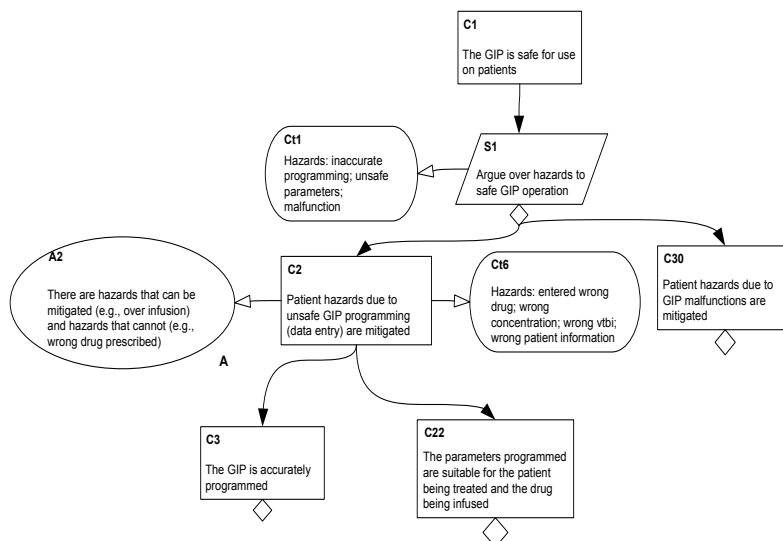 C1
The GIP is safe for use
on patients
Ct1
Hazards: inaccurate
programming; unsafe
parameters;
malfunction
S1
Argue over hazards to
safe GIP operation
A2
There are hazards that can be
mitigated (e.g., over infusion)
and hazards that cannot (e.g.,
wrong drug prescribed)
A
C2
Patient hazards due to
unsafe GIP programming
(data entry) are mitigated
Ct6
Hazards: entered wrong
drug; wrong
concentration; wrong vtbi;
wrong patient information
C30
Patient hazards due to
GIP malfunctions are
mitigated
C3
The GIP is accurately
programmed
C22
The parameters programmed
are suitable for the patient
being treated and the drug
being infused